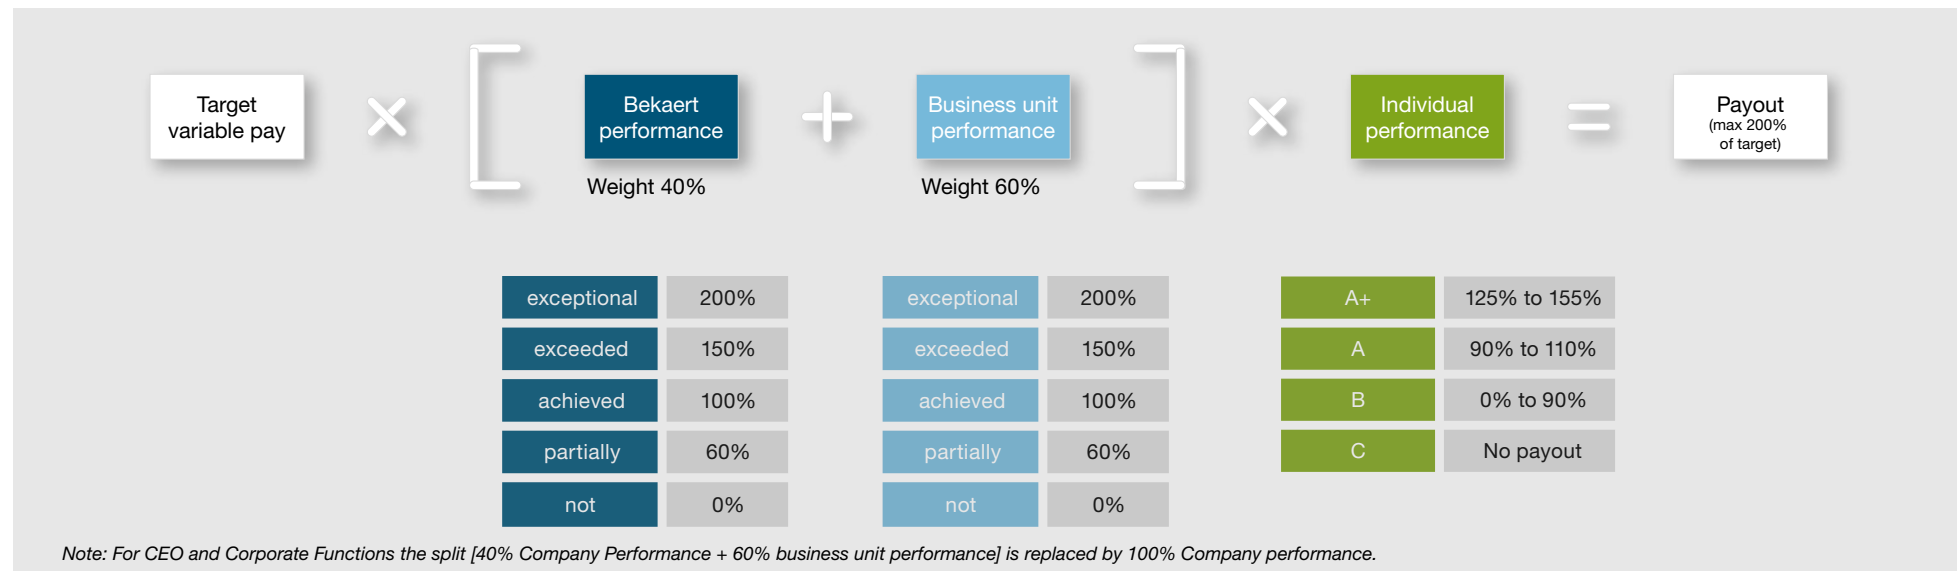 Target
variable pay
×
[
Bekaert
performance
Weight 40%
+
Business unit
performance
Weight 60%
]
×
Individual
performance
=
Payout
(max 200%
of target)
exceptional 200%
exceeded 150%
achieved 100%
partially 60%
not 0%
exceptional 200%
exceeded 150%
achieved 100%
partially 60%
not 0%
A+ 125% to 155%
A 90% to 110%
B 0% to 90%
C No payout
Note: For CEO and Corporate Functions the split [40% Company Performance + 60% business unit performance] is replaced by 100% Company performance.